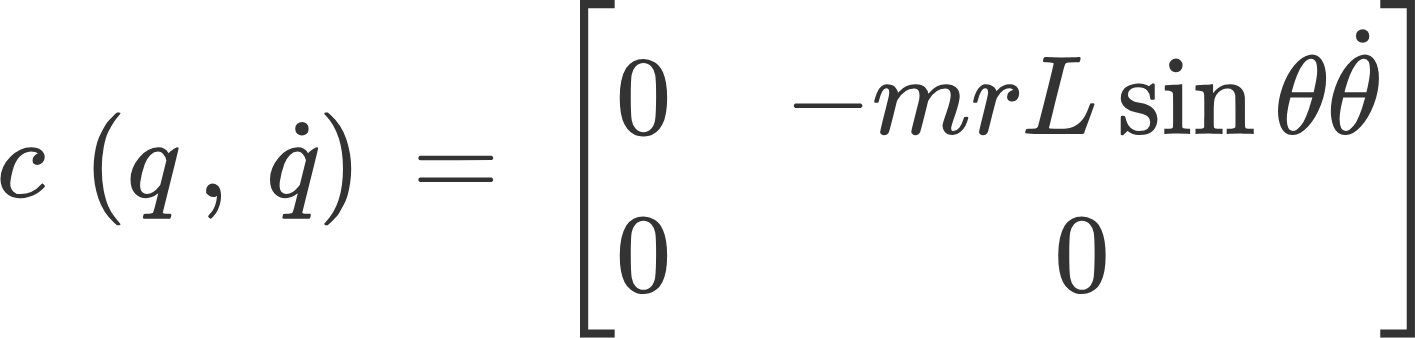 c (q, q̇) = [ 0  −mrL sin θθ̇
0  0 ]